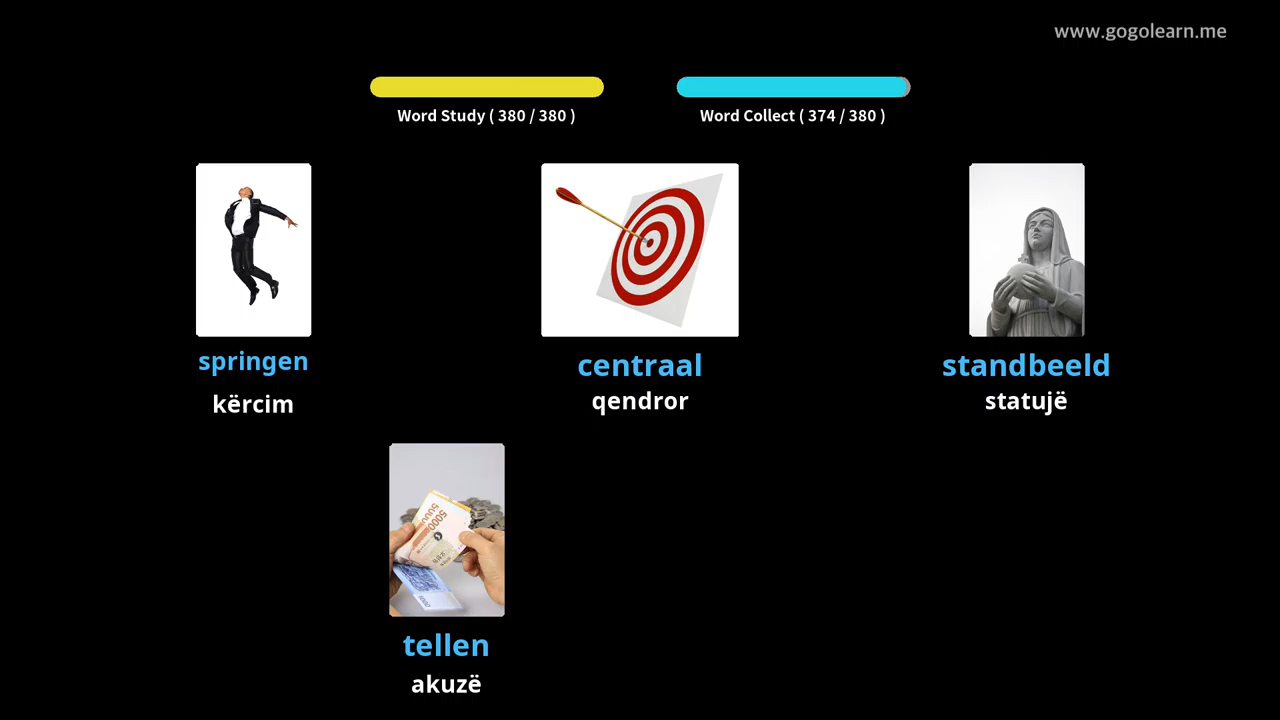 www.gogolearn.me
Word Study ( 380 / 380 )
Word Collect ( 374 / 380 )
springen
kërcim
centraal
qendror
standbeeld
statujë
5000
tellen
akuzë